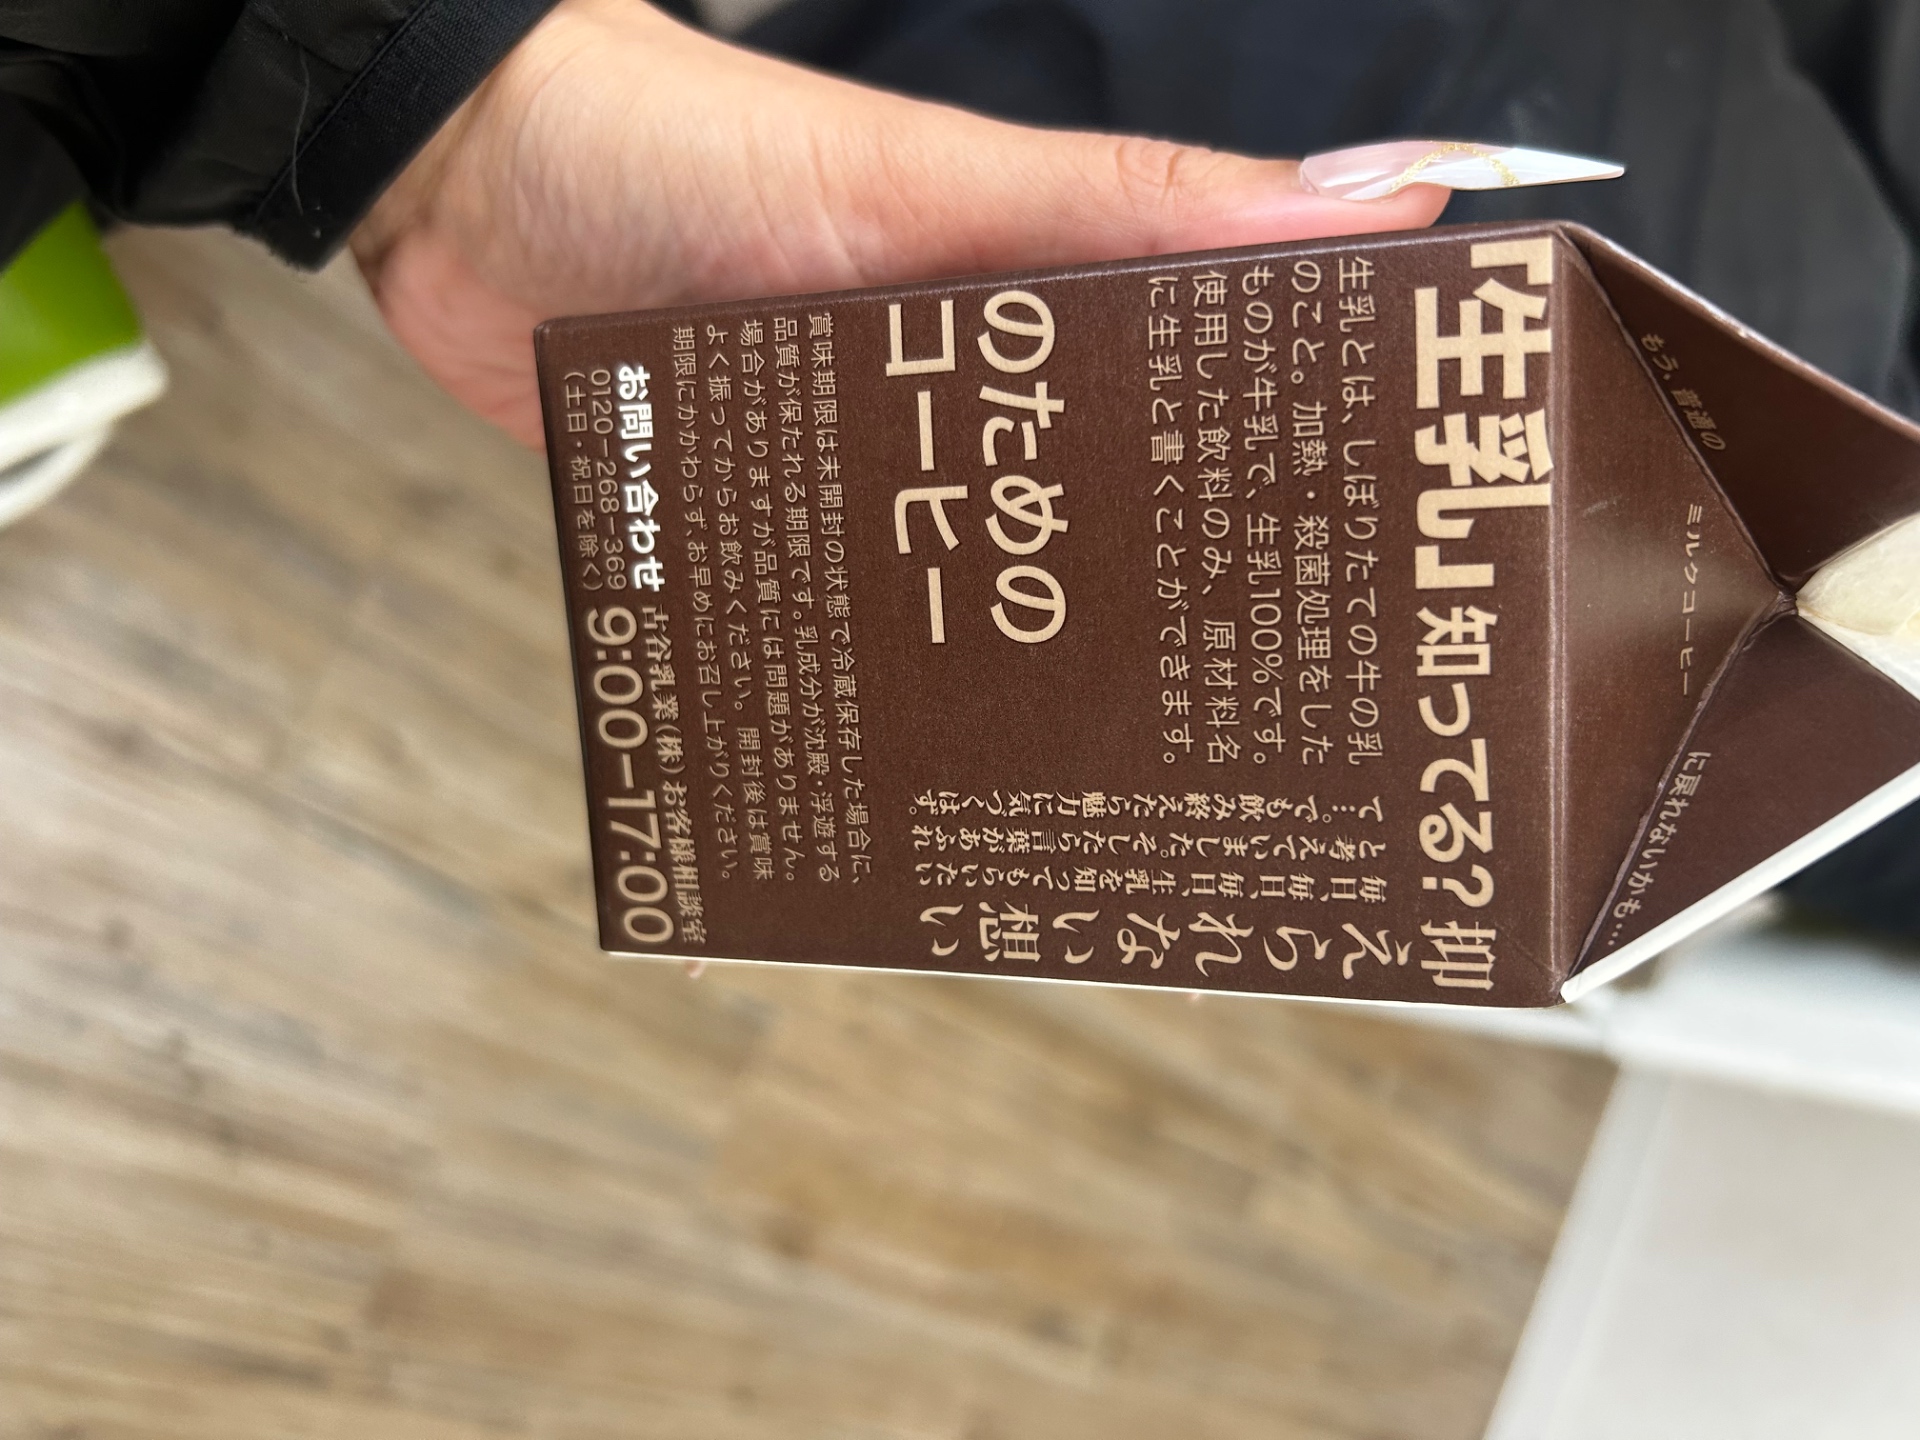 もう、普通の
ミルクコーヒー
に戻れないかも…
「生乳」知ってる?
生乳とは、しぼりたての牛の乳
のこと。加熱・殺菌処理をした
ものが牛乳で、生乳100%です。
使用した飲料のみ、原材料名
に生乳と書くことができます。
抑えられない想い
毎日、毎日、毎日、生乳を知ってもらいたい
と考えていました。そしたら言葉があふれ
て…。でも飲み終えたら魅力に気づくはず。
のための
コーヒー
賞味期限は未開封の状態で冷蔵保存した場合に、
品質が保たれる期限です。乳成分が沈殿・浮遊する
場合がありますが品質には問題がありません。
よく振ってからお飲みください。開封後は賞味
期限にかかわらず、お早めにお召し上がりください。
お問い合わせ 古谷乳業(株)お客様相談室
0120-268-369 9:00-17:00
(土日・祝日を除く)